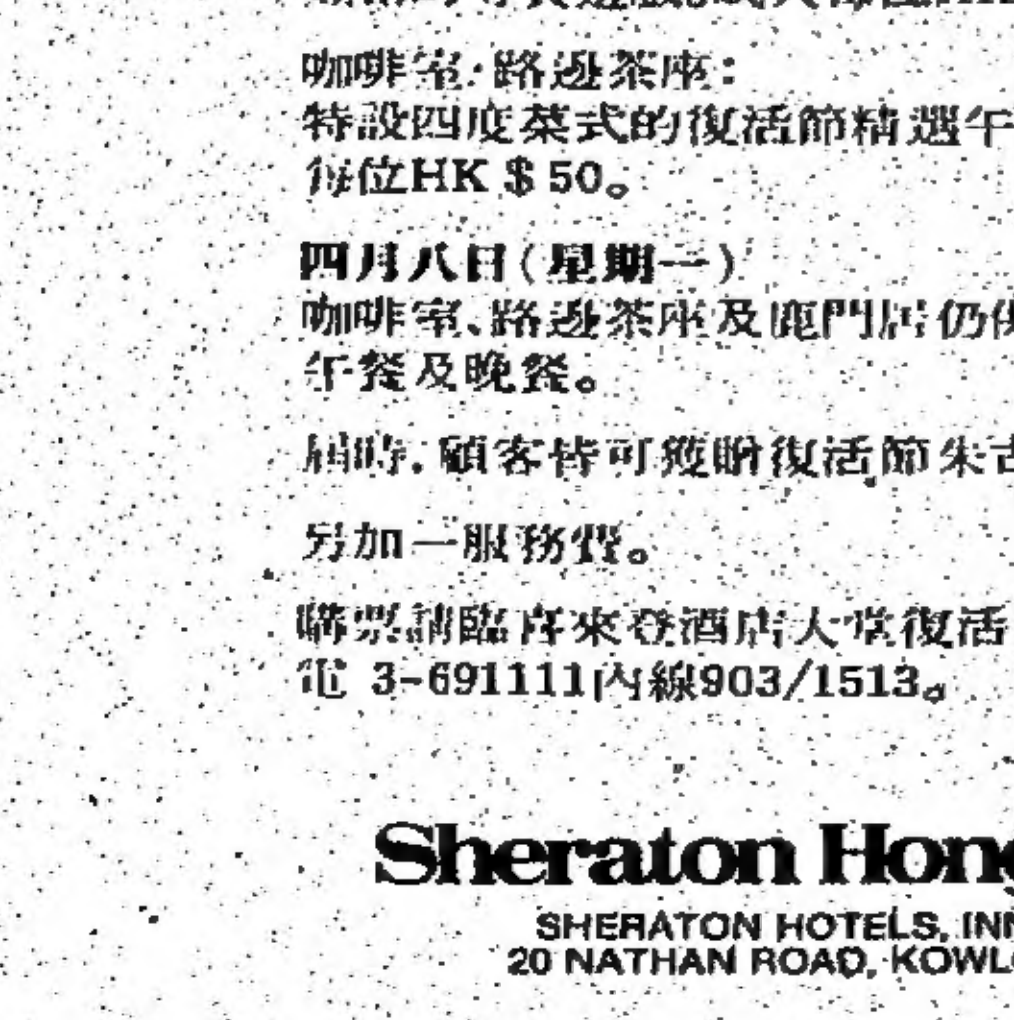 咖啡室、路邊茶座:
特設四度菜式的復活節精選午
每位HK $ 50。
四月八日(星期一)
咖啡室、路邊茶座及鹿門居仍供
午餐及晚餐。
屆時,顧客皆可獲贈復活節朱古
另加一服務費。
購票請臨喜來登酒店大堂復活
電 3-691111內線903/1513。
Sheraton Hong
SHERATON HOTELS, INN
20 NATHAN ROAD, KOWLO